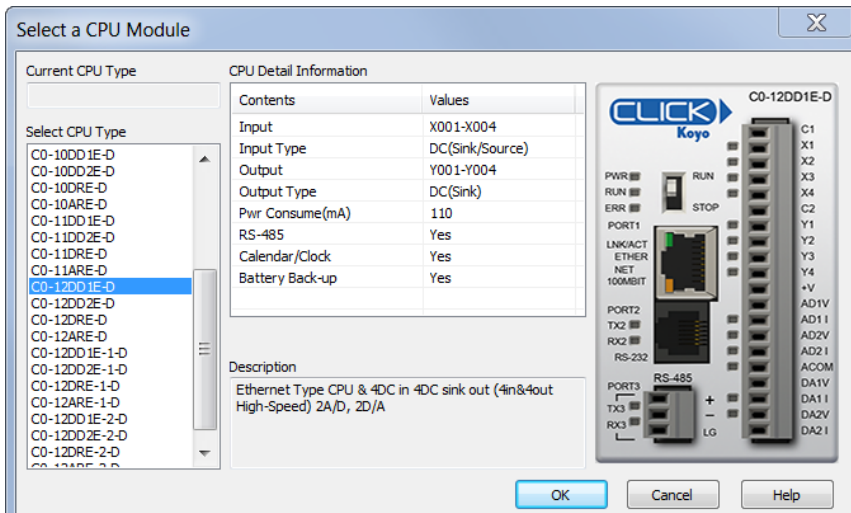 Select a CPU Module
Current CPU Type
Select CPU Type
C0-10DD1E-D
C0-10DD2E-D
C0-10DRE-D
C0-10ARE-D
C0-11DD1E-D
C0-11DD2E-D
C0-11DRE-D
C0-11ARE-D
C0-12DD1E-D
C0-12DD2E-D
C0-12DRE-D
C0-12ARE-D
C0-12DD1E-1-D
C0-12DD2E-1-D
C0-12DRE-1-D
C0-12ARE-1-D
C0-12DD1E-2-D
C0-12DD2E-2-D
C0-12DRE-2-D
C0-12ARE-2-D
CPU Detail Information
Contents Values
Input X001-X004
Input Type DC(Sink/Source)
Output Y001-Y004
Output Type DC(Sink)
Pwr Consume(mA) 110
RS-485 Yes
Calendar/Clock Yes
Battery Back-up Yes
Description
Ethernet Type CPU & 4DC in 4DC sink out (4in&4out
High-Speed) 2A/D, 2D/A
CLICK
Koyo
C0-12DD1E-D
PWR
RUN
ERR
RUN
STOP
PORT1
LNK/ACT
ETHER
NET
100MBIT
PORT2
TX2
RX2
RS-232
PORT3
RS-485
TX3
RX3
+
−
LG
C1
X1
X2
X3
X4
C2
Y1
Y2
Y3
Y4
+V
AD1V
AD1I
AD2V
AD2I
ACOM
DA1V
DA1I
DA2V
DA2I
OK
Cancel
Help